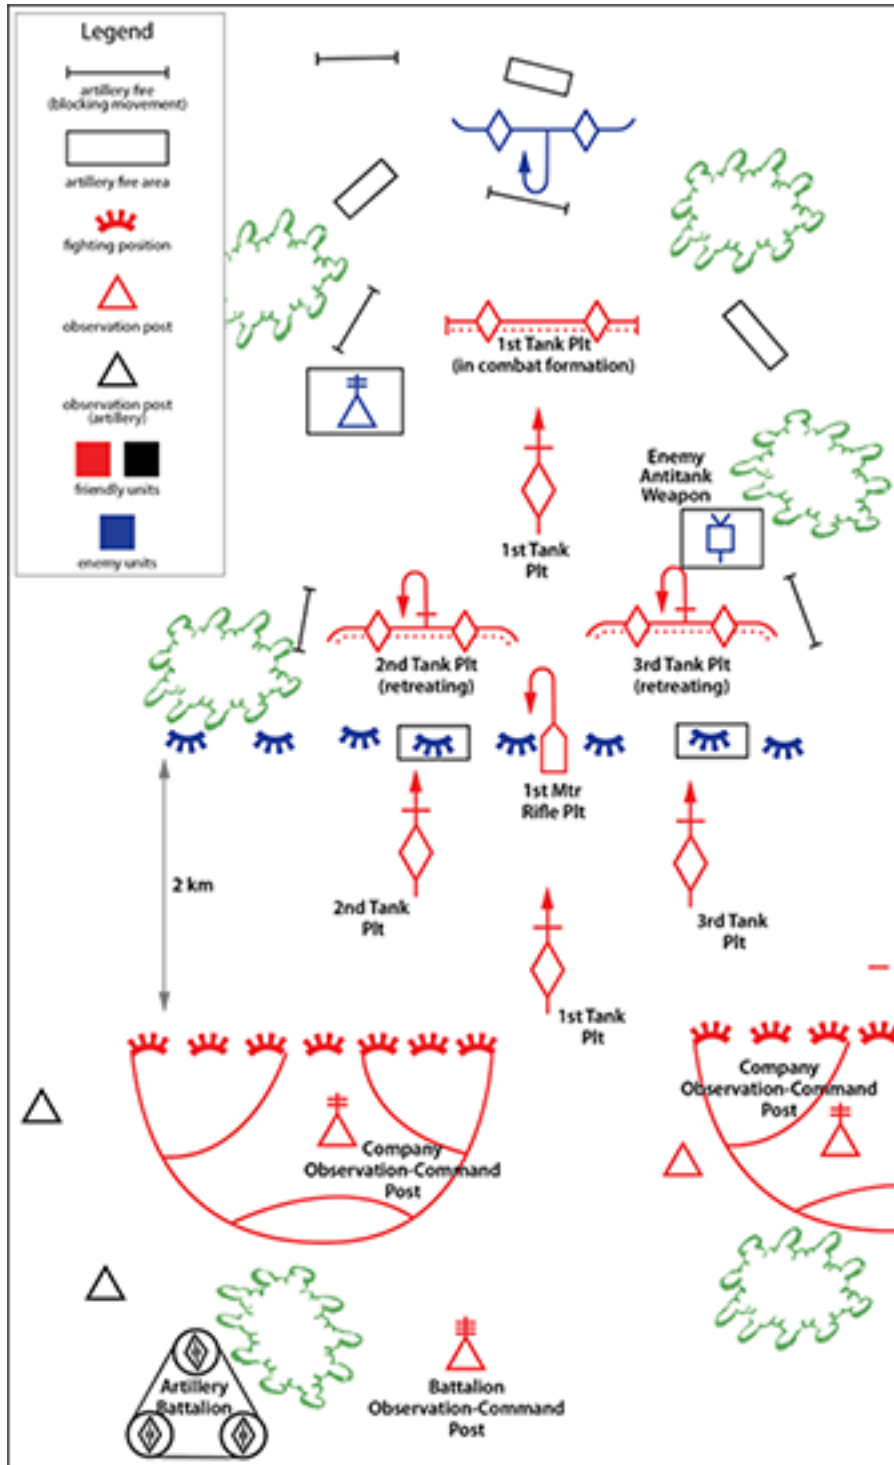 Legend
artillery fire
(blocking movement)
artillery fire area
fighting position
observation post
observation post
(artillery)
friendly units
enemy units
1st Tank Plt
(in combat formation)
Enemy
Antitank
Weapon
1st Tank
Plt
2nd Tank Plt
(retreating)
3rd Tank Plt
(retreating)
1st Mtr
Rifle Plt
2 km
2nd Tank
Plt
3rd Tank
Plt
1st Tank
Plt
Company
Observation-Command
Post
Company
Observation-Command
Post
Artillery
Battalion
Battalion
Observation-Command
Post